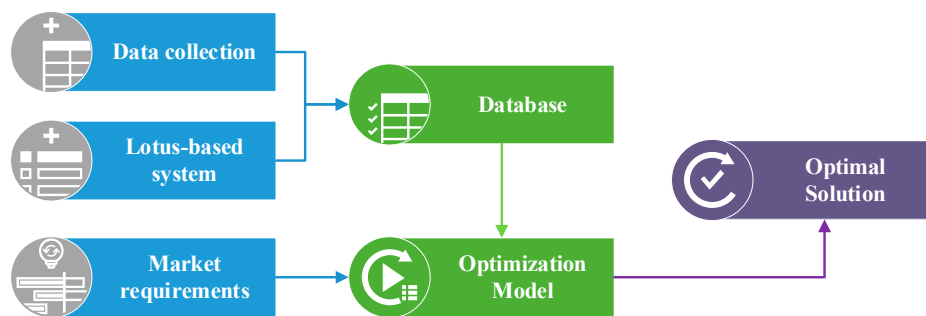 Data collection
Database
Lotus-based
system
Optimal
Solution
Market
requirements
Optimization
Model